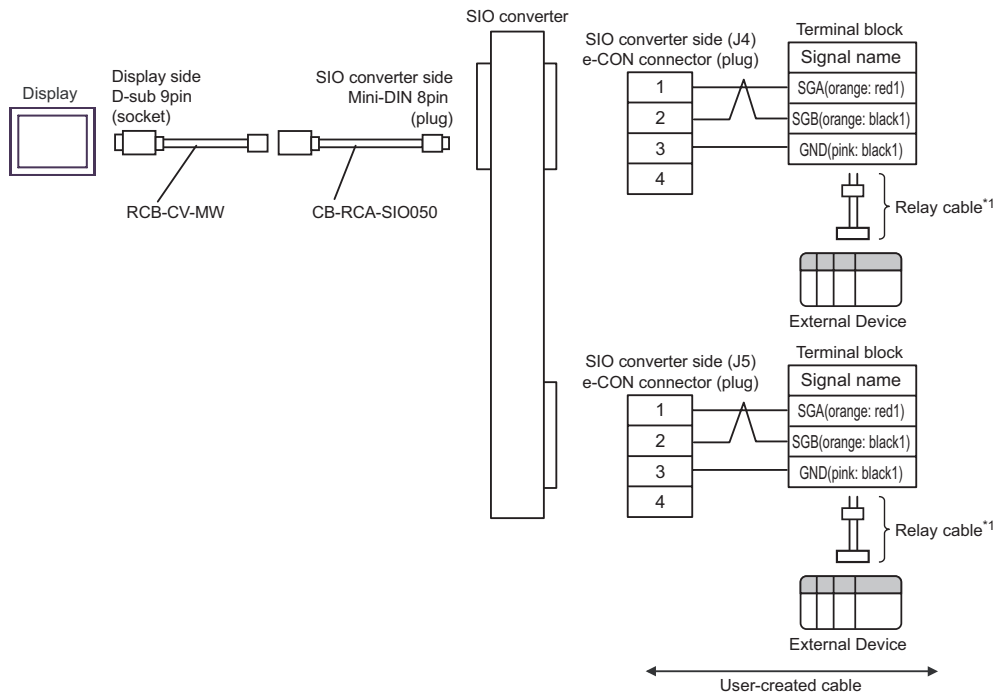 SIO converter
Display
Display side
D-sub 9pin
(socket)
SIO converter side
Mini-DIN 8pin
(plug)
RCB-CV-MW
CB-RCA-SIO050
SIO converter side (J4)
e-CON connector (plug)
1
2
3
4
Terminal block
Signal name
SGA(orange: red1)
SGB(orange: black1)
GND(pink: black1)
Relay cable*1
External Device
SIO converter side (J5)
e-CON connector (plug)
1
2
3
4
Terminal block
Signal name
SGA(orange: red1)
SGB(orange: black1)
GND(pink: black1)
Relay cable*1
External Device
User-created cable